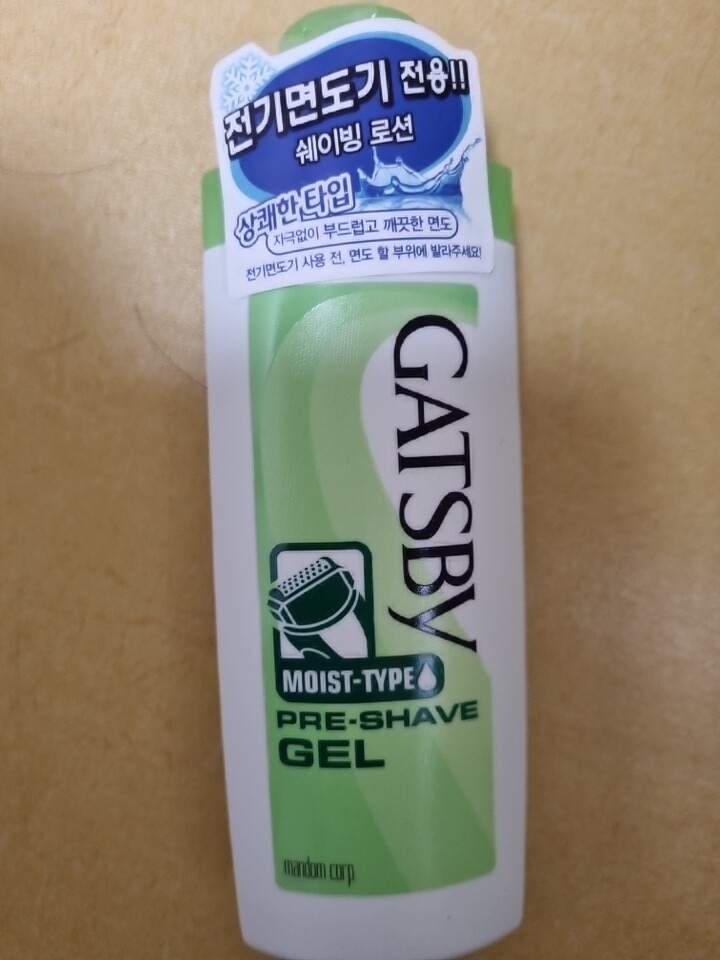 전기면도기 전용!!
쉐이빙 로션
상쾌한 타입
자극없이 부드럽고 깨끗한 면도
전기면도기 사용 전, 면도 할 부위에 발라주세요!
GATSBY
MOIST-TYPE
PRE-SHAVE
GEL
mandom corp